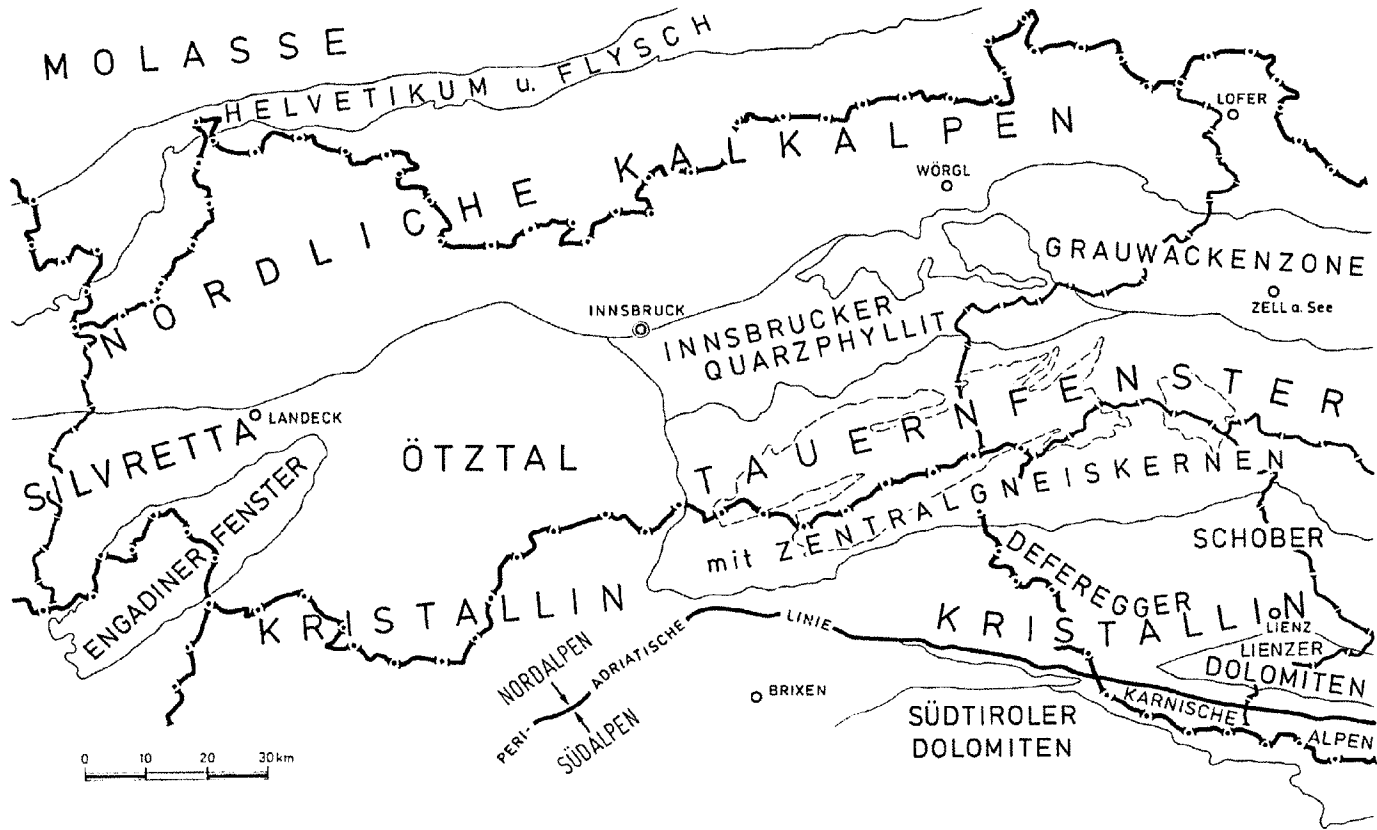 MOLASSE
HELVETIKUM u. FLYSCH
NÖRDLICHE KALKALPEN
LOFER
WÖRGL
GRAUWACKENZONE
ZELL a. See
INNSBRUCK
INNSBRUCKER
QUARZPHYLLIT
LANDECK
SILVRETTA
ÖTZTAL
TAUERNFENSTER
mit ZENTRALGNEISKERNEN
ENGADINER FENSTER
SCHOBER
DEFEREGGER
KRISTALLIN
KRISTALLIN
LIENZ
LIENZER
DOLOMITEN
PERI-ADRIATISCHE LINIE
NORDALPEN
SÜDALPEN
BRIXEN
KARNISCHE ALPEN
SÜDTIROLER
DOLOMITEN
0 10 20 30 km